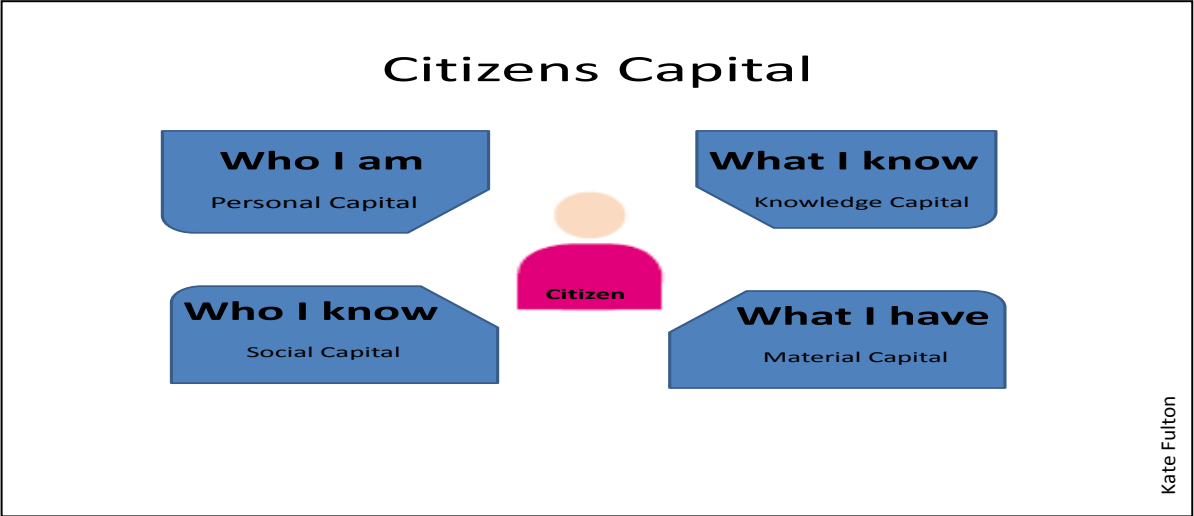 Citizens Capital
Who I am
Personal Capital
What I know
Knowledge Capital
Citizen
Who I know
Social Capital
What I have
Material Capital
Kate Fulton